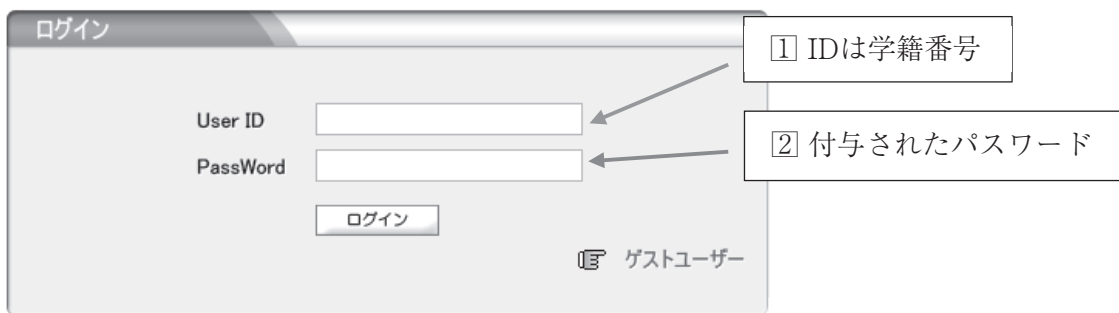 ログイン
1 IDは学籍番号
User ID
2 付与されたパスワード
PassWord
ログイン
ゲストユーザー